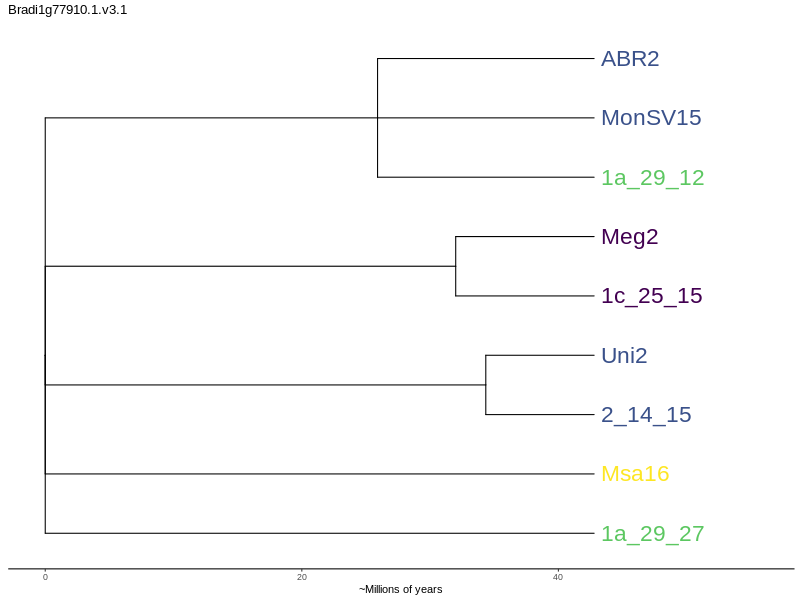 Bradi1g77910.1.v3.1
ABR2
MonSV15
1a_29_12
Meg2
1c_25_15
Uni2
2_14_15
Msa16
1a_29_27
0 20 40
~Millions of years